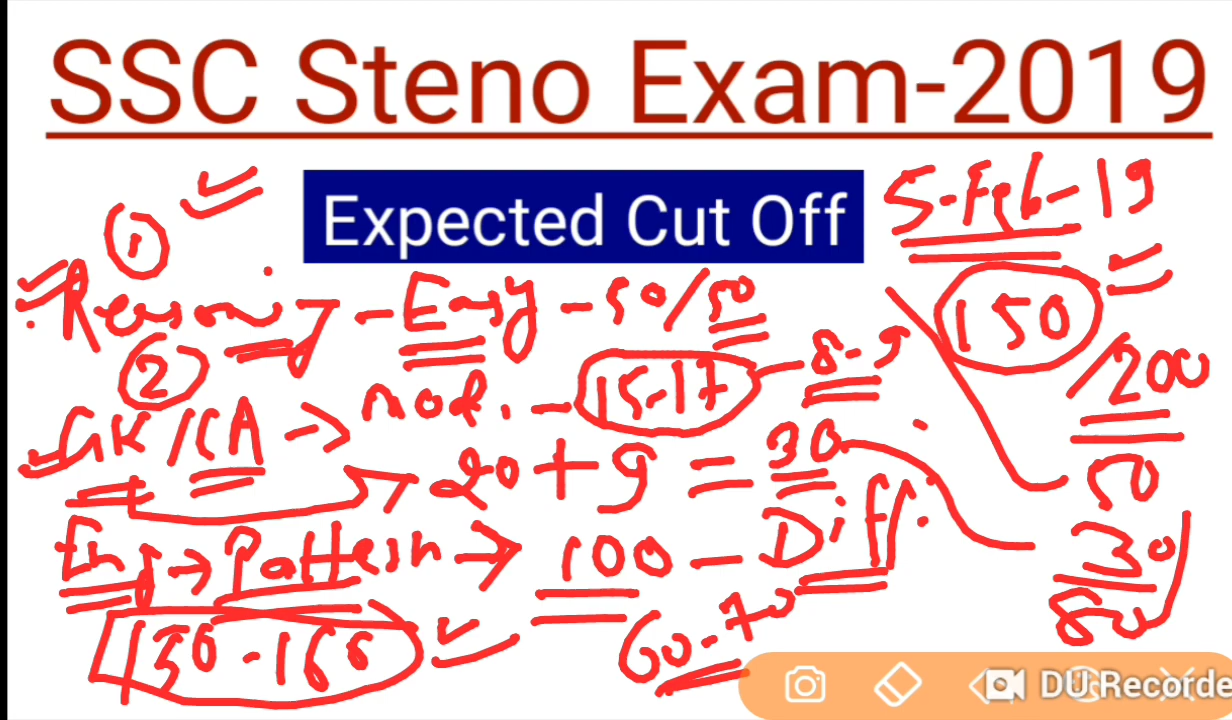 SSC Steno Exam-2019
Expected Cut Off
5-Feb-19
①
Reasoning - Easy - 50/50
150
/200
②
GK/CA → mod. - 15-17 - 8-9
20 + 9 = 30
50
Eng → Pattern → 100 - Diff.
30
80
150-160
60-70
DU Recorde